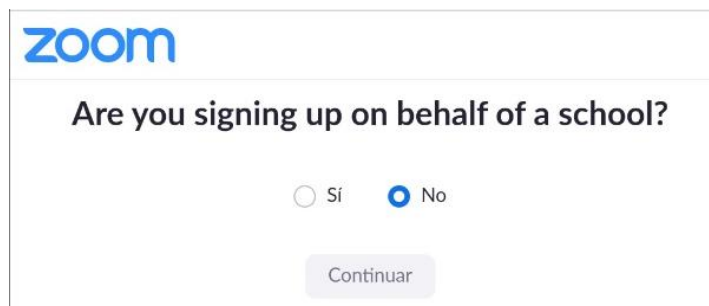 zoom
Are you signing up on behalf of a school?
Sí No
Continuar